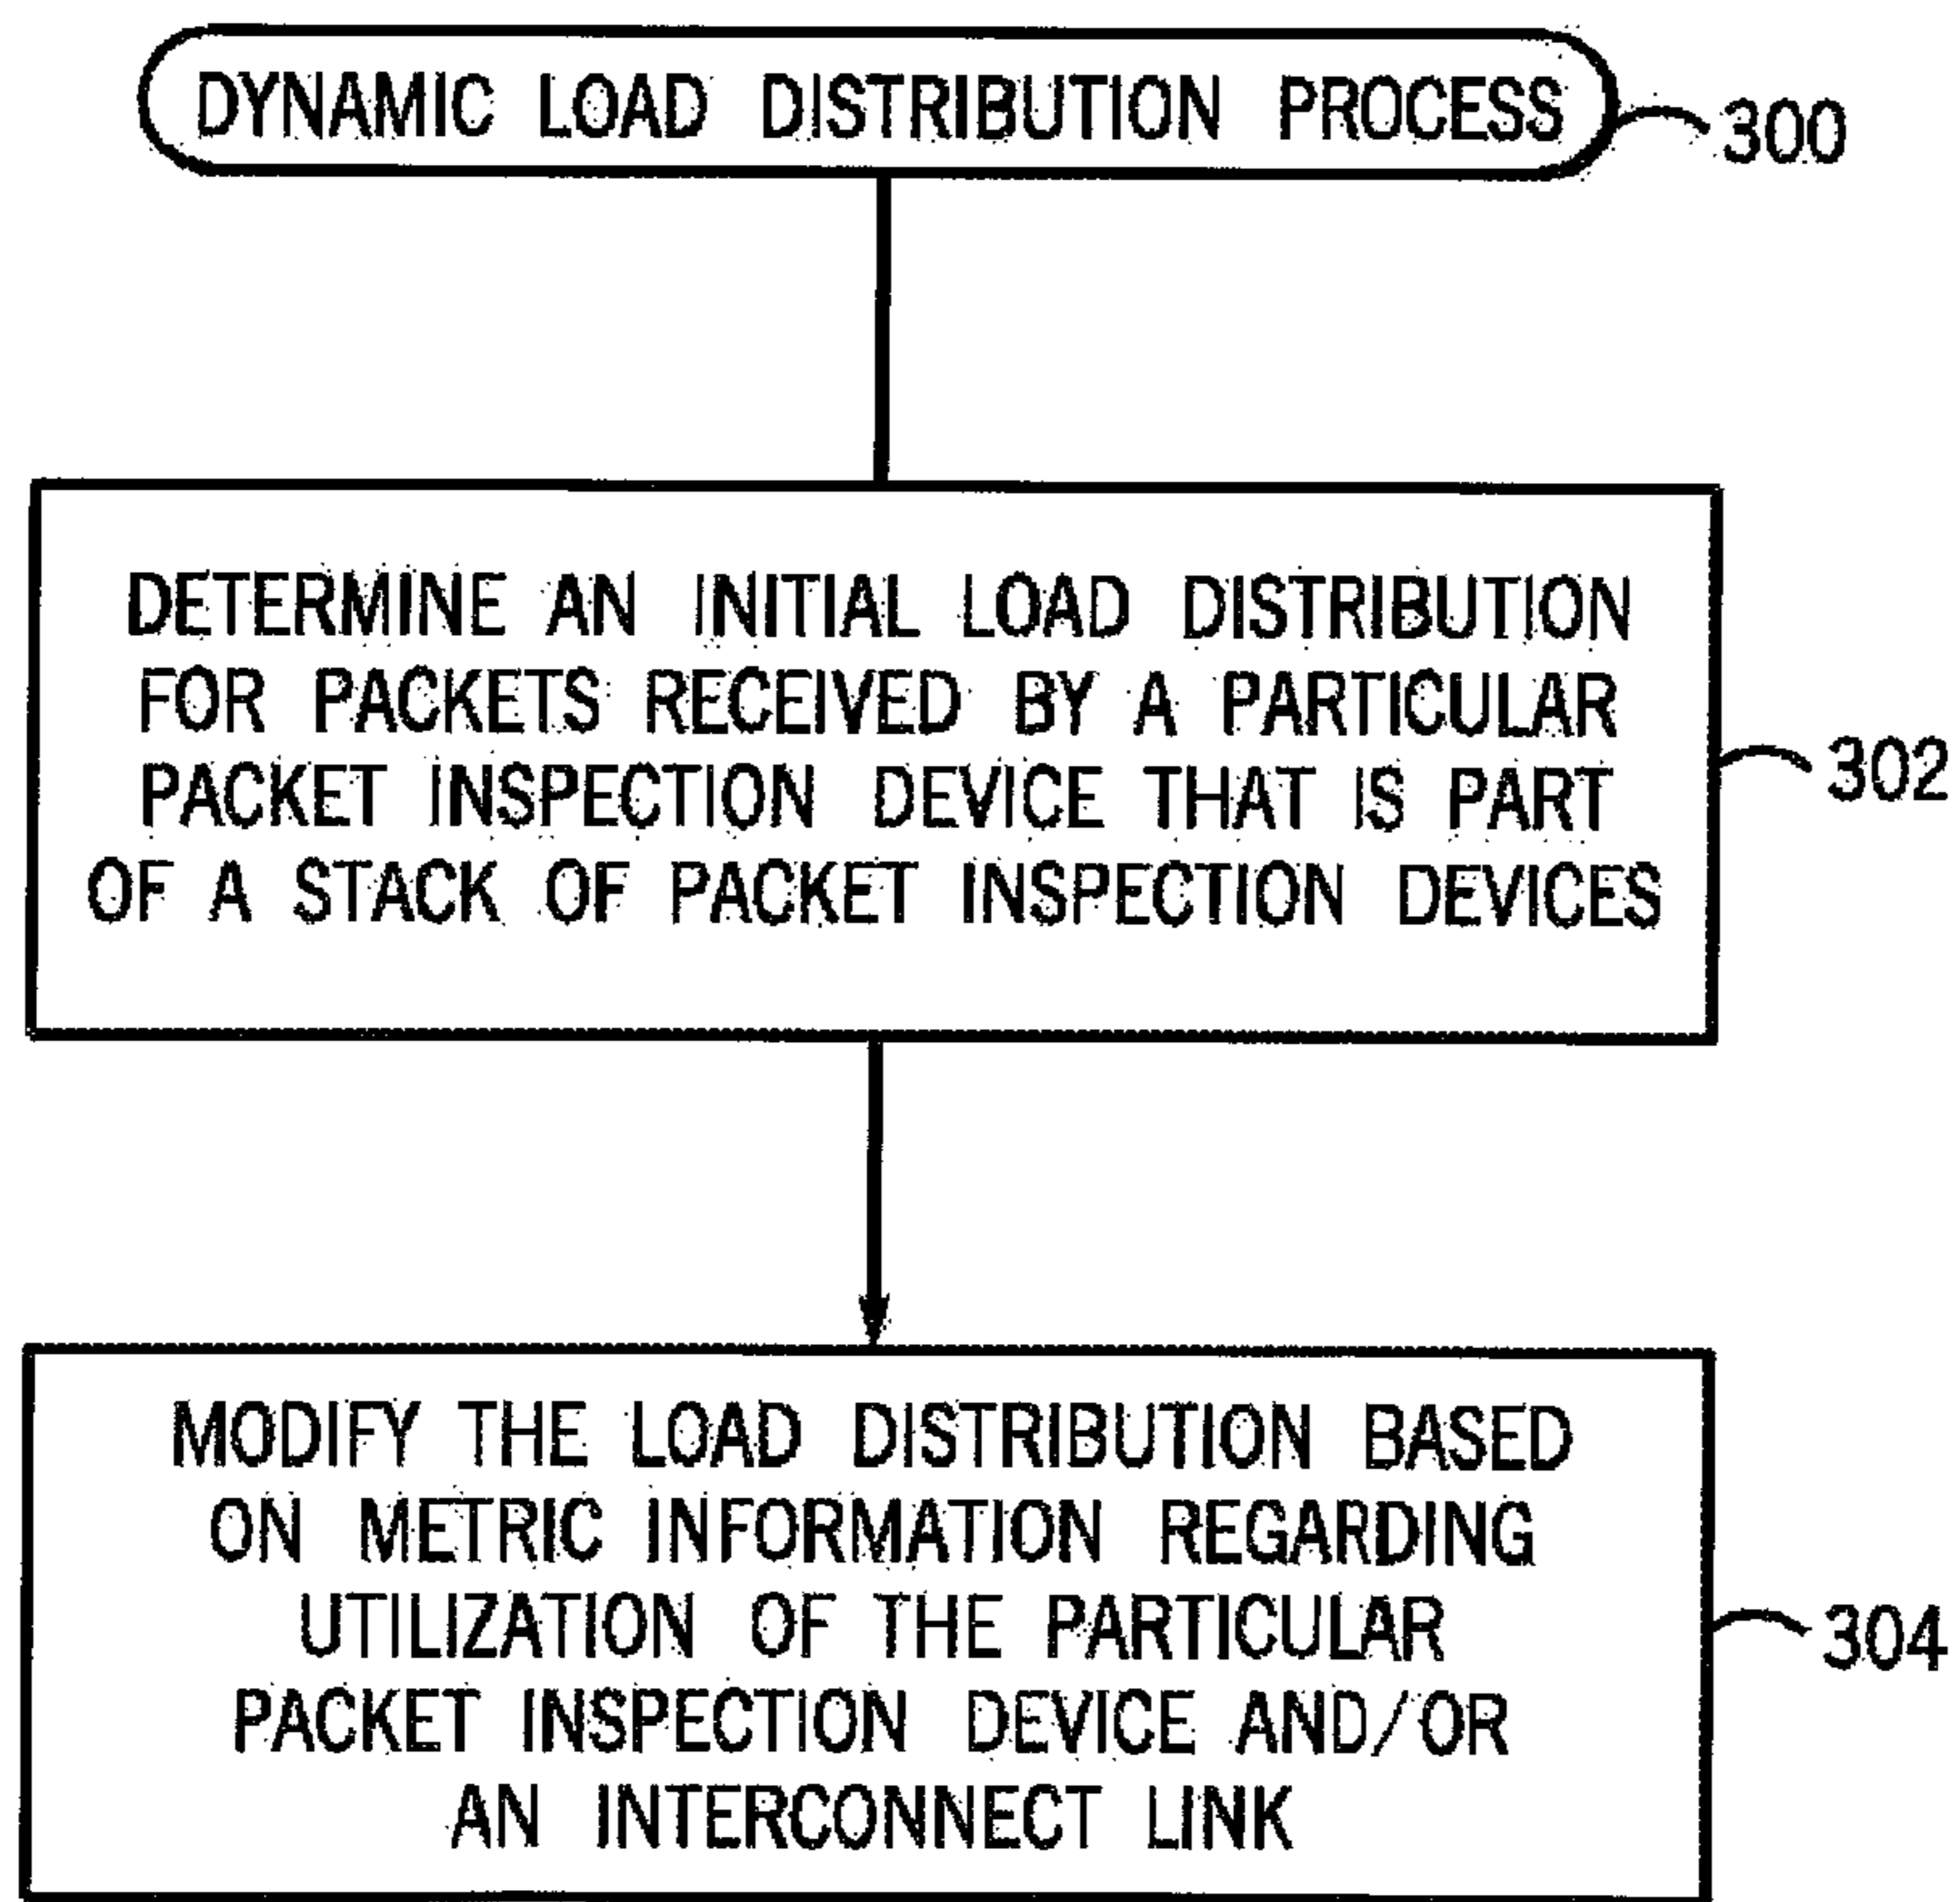 DYNAMIC LOAD DISTRIBUTION PROCESS
300
DETERMINE AN INITIAL LOAD DISTRIBUTION
FOR PACKETS RECEIVED BY A PARTICULAR
PACKET INSPECTION DEVICE THAT IS PART
OF A STACK OF PACKET INSPECTION DEVICES
302
MODIFY THE LOAD DISTRIBUTION BASED
ON METRIC INFORMATION REGARDING
UTILIZATION OF THE PARTICULAR
PACKET INSPECTION DEVICE AND/OR
AN INTERCONNECT LINK
304